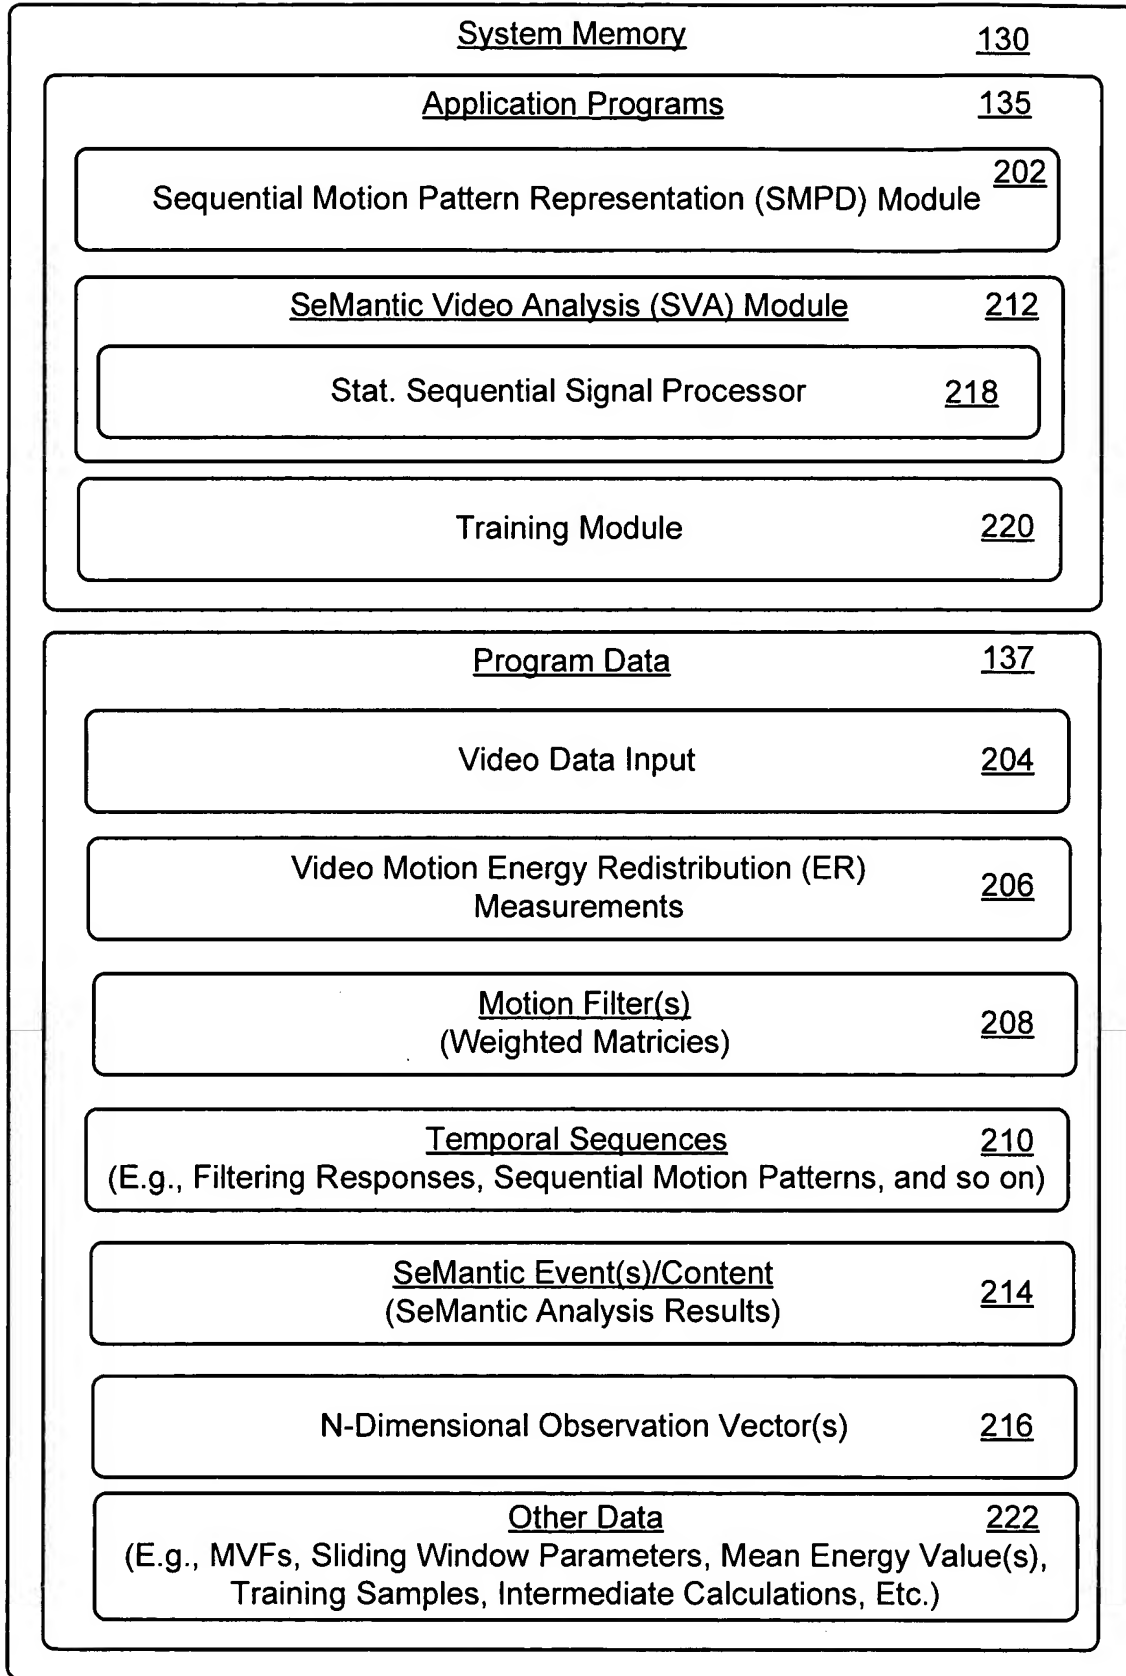 System Memory 130
Application Programs 135
Sequential Motion Pattern Representation (SMPD) Module 202
SeMantic Video Analysis (SVA) Module 212
Stat. Sequential Signal Processor 218
Training Module 220
Program Data 137
Video Data Input 204
Video Motion Energy Redistribution (ER) 206
Measurements
Motion Filter(s) 208
(Weighted Matricies)
Temporal Sequences 210
(E.g., Filtering Responses, Sequential Motion Patterns, and so on)
SeMantic Event(s)/Content 214
(SeMantic Analysis Results)
N-Dimensional Observation Vector(s) 216
Other Data 222
(E.g., MVFs, Sliding Window Parameters, Mean Energy Value(s),
Training Samples, Intermediate Calculations, Etc.)